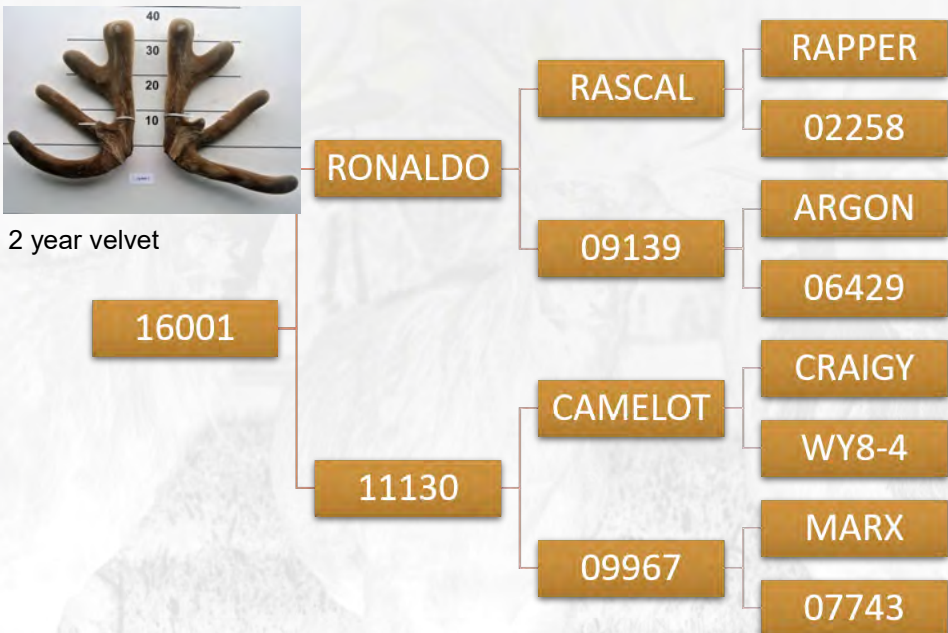 40
30
20
10
2 year velvet
16001
RONALDO
11130
RASCAL
09139
CAMELOT
09967
RAPPER
02258
ARGON
06429
CRAIGY
WY8-4
MARX
07743